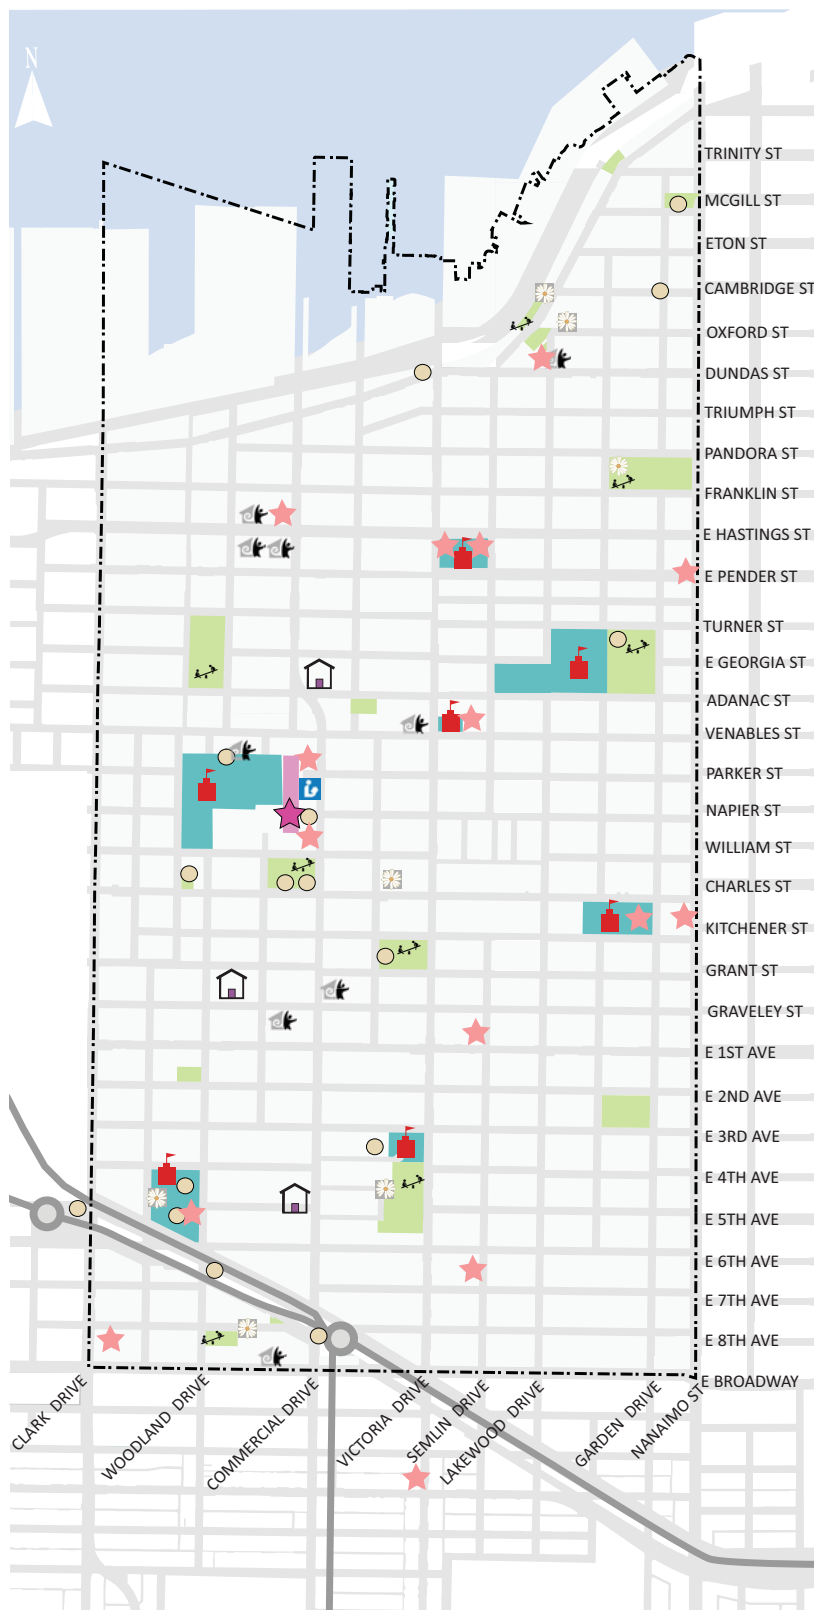 N
TRINITY ST
MCGILL ST
ETON ST
CAMBRIDGE ST
OXFORD ST
DUNDAS ST
TRIUMPH ST
PANDORA ST
FRANKLIN ST
E HASTINGS ST
E PENDER ST
TURNER ST
E GEORGIA ST
ADANAC ST
VENABLES ST
PARKER ST
NAPIER ST
WILLIAM ST
CHARLES ST
KITCHENER ST
GRANT ST
GRAVELEY ST
E 1ST AVE
E 2ND AVE
E 3RD AVE
E 4TH AVE
E 5TH AVE
E 6TH AVE
E 7TH AVE
E 8TH AVE
E BROADWAY
CLARK DRIVE
WOODLAND DRIVE
COMMERCIAL DRIVE
VICTORIA DRIVE
SEMLIN DRIVE
LAKEWOOD DRIVE
GARDEN DRIVE
NANAIMO ST